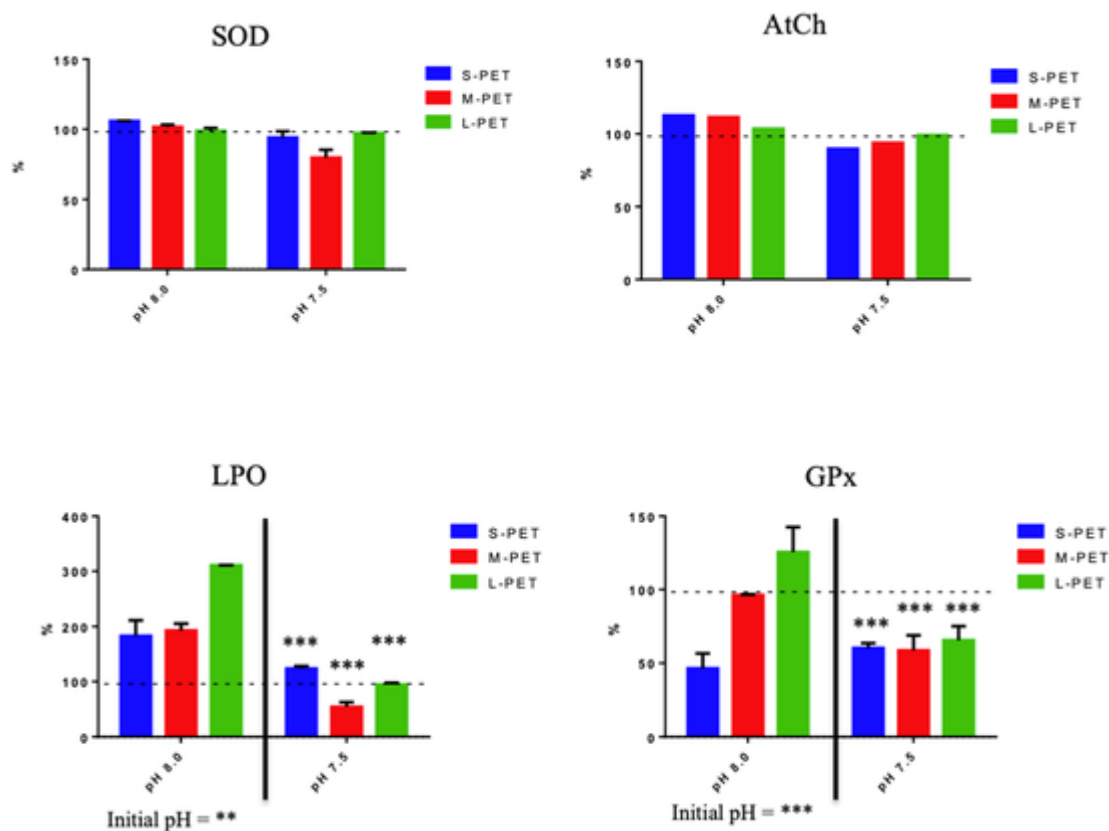 SOD
150
100
50
0
%
pH 8.0
pH 7.5
S-PET
M-PET
L-PET
AtCh
150
100
50
0
%
pH 8.0
pH 7.5
S-PET
M-PET
L-PET
LPO
400
300
200
100
0
%
***
***
***
pH 8.0
pH 7.5
S-PET
M-PET
L-PET
Initial pH = **
GPx
150
100
50
0
%
***
***
***
pH 8.0
pH 7.5
S-PET
M-PET
L-PET
Initial pH = ***